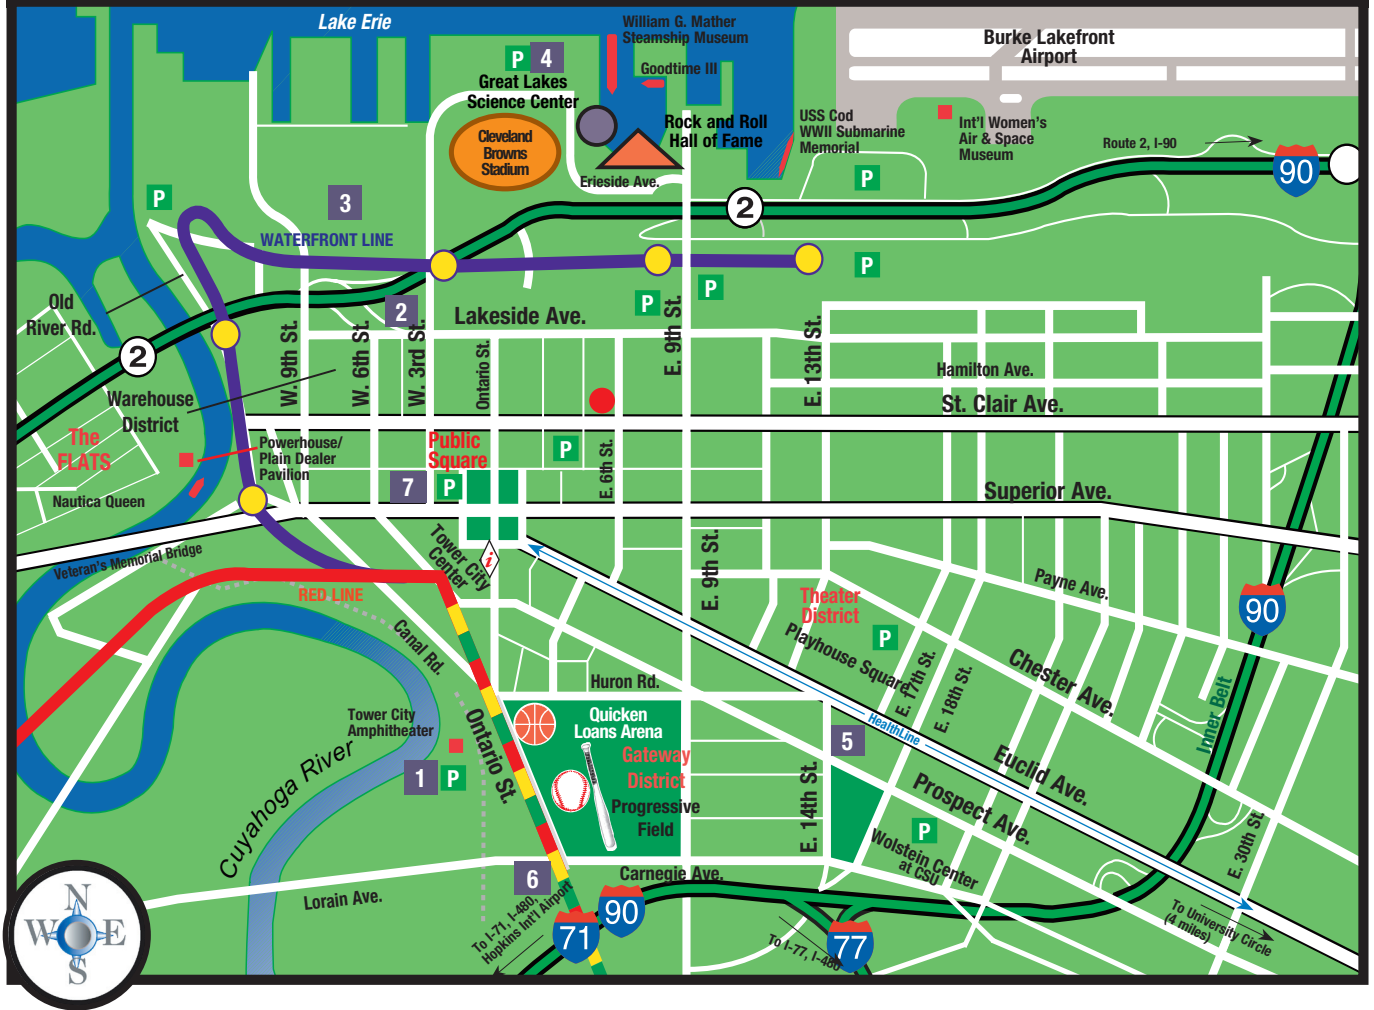 Lake Erie
William G. Mather
Steamship Museum
P
4
Goodtime III
Great Lakes
Science Center
Burke Lakefront
Airport
Cleveland
Browns
Stadium
Rock and Roll
Hall of Fame
USS Cod
WWII Submarine
Memorial
Int'l Women's
Air & Space
Museum
Route 2, I-90
90
Erieside Ave.
P
P
3
2
WATERFRONT LINE
P
P
P
Old
River Rd.
2
Lakeside Ave.
2
W. 9th St.
W. 6th St.
W. 3rd St.
Ontario St.
E. 9th St.
E. 13th St.
Hamilton Ave.
Warehouse
District
St. Clair Ave.
The
FLATS
Powerhouse/
Plain Dealer
Pavilion
Public
Square
P
E. 6th St.
7
P
Nautica Queen
Superior Ave.
Veteran's Memorial Bridge
Tower City
Center
i
E. 9th St.
Payne Ave.
90
RED LINE
Theater
District
P
Playhouse Square
Canal Rd.
E. 17th St.
E. 18th St.
Chester Ave.
Huron Rd.
Inner Belt
Tower City
Amphitheater
Ontario St.
Quicken
Loans Arena
HealthLine
5
Gateway
District
Euclid Ave.
1
P
Cuyahoga River
Progressive
Field
E. 14th St.
Prospect Ave.
P
Wolstein Center
at CSU
E. 30th St.
6
Carnegie Ave.
Lorain Ave.
90
71
To I-71, I-480,
Hopkins Int'l Airport
77
To I-77, I-480
To University Circle
(4 miles)
N
W
E
S